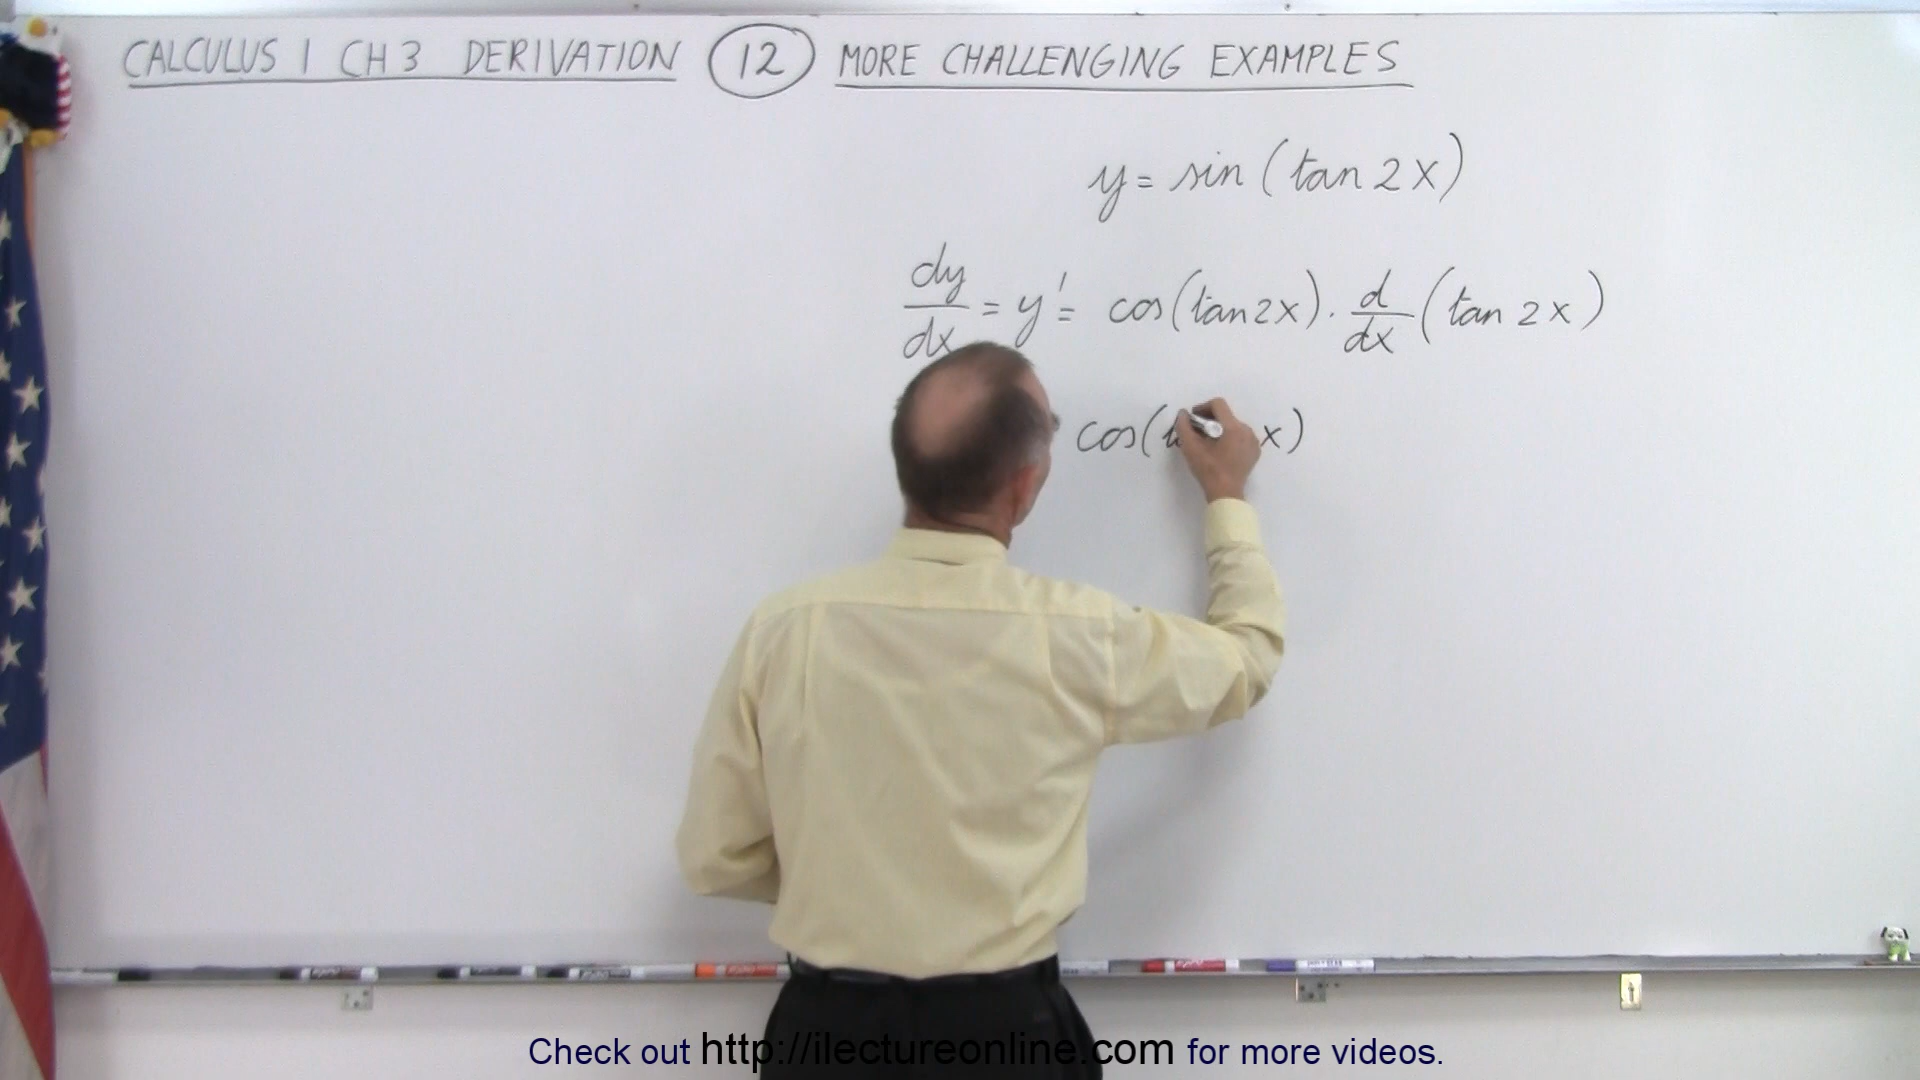 CALCULUS 1 CH 3 DERIVATION 12 MORE CHALLENGING EXAMPLES
y = sin (tan 2x)
dy/dx = y' = cos(tan 2x) · d/dx (tan 2x)
cos( x)
Check out http://ilectureonline.com for more videos.